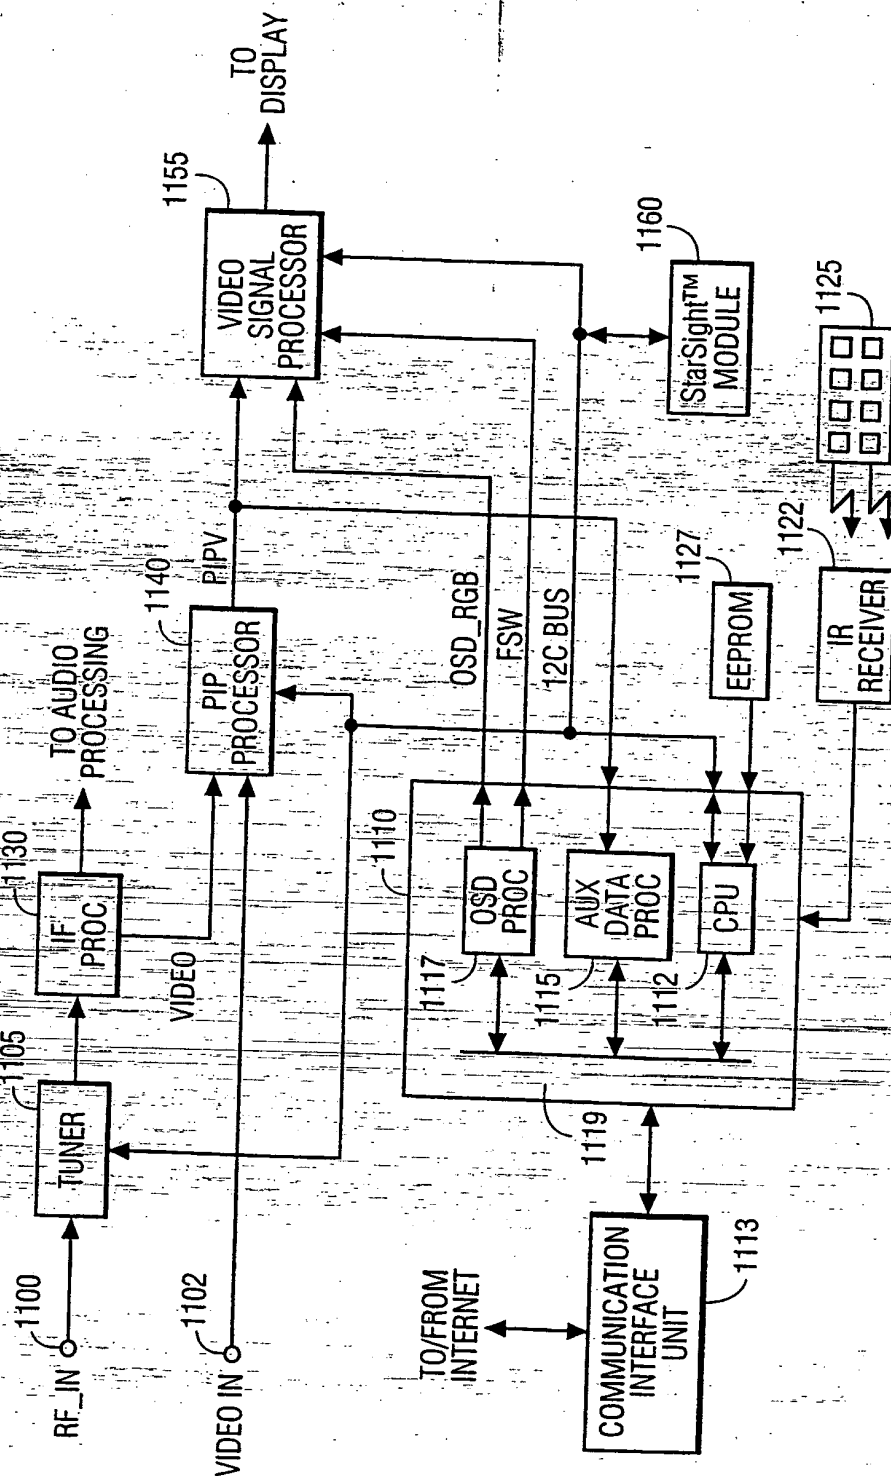 RF_IN
1100
TUNER
1105
IF
PROC
1130
TO AUDIO
PROCESSING
VIDEO IN
1102
VIDEO
PIP
PROCESSOR
1140
PIPV
VIDEO
SIGNAL
PROCESSOR
1155
TO
DISPLAY
OSD_RGB
FSW
12C BUS
1110
OSD
PROC
1117
AUX
DATA
PROC
1115
CPU
1112
1119
TO/FROM
INTERNET
COMMUNICATION
INTERFACE
UNIT
1113
StarSight™
MODULE
1160
EEPROM
1127
IR
RECEIVER
1122
1125